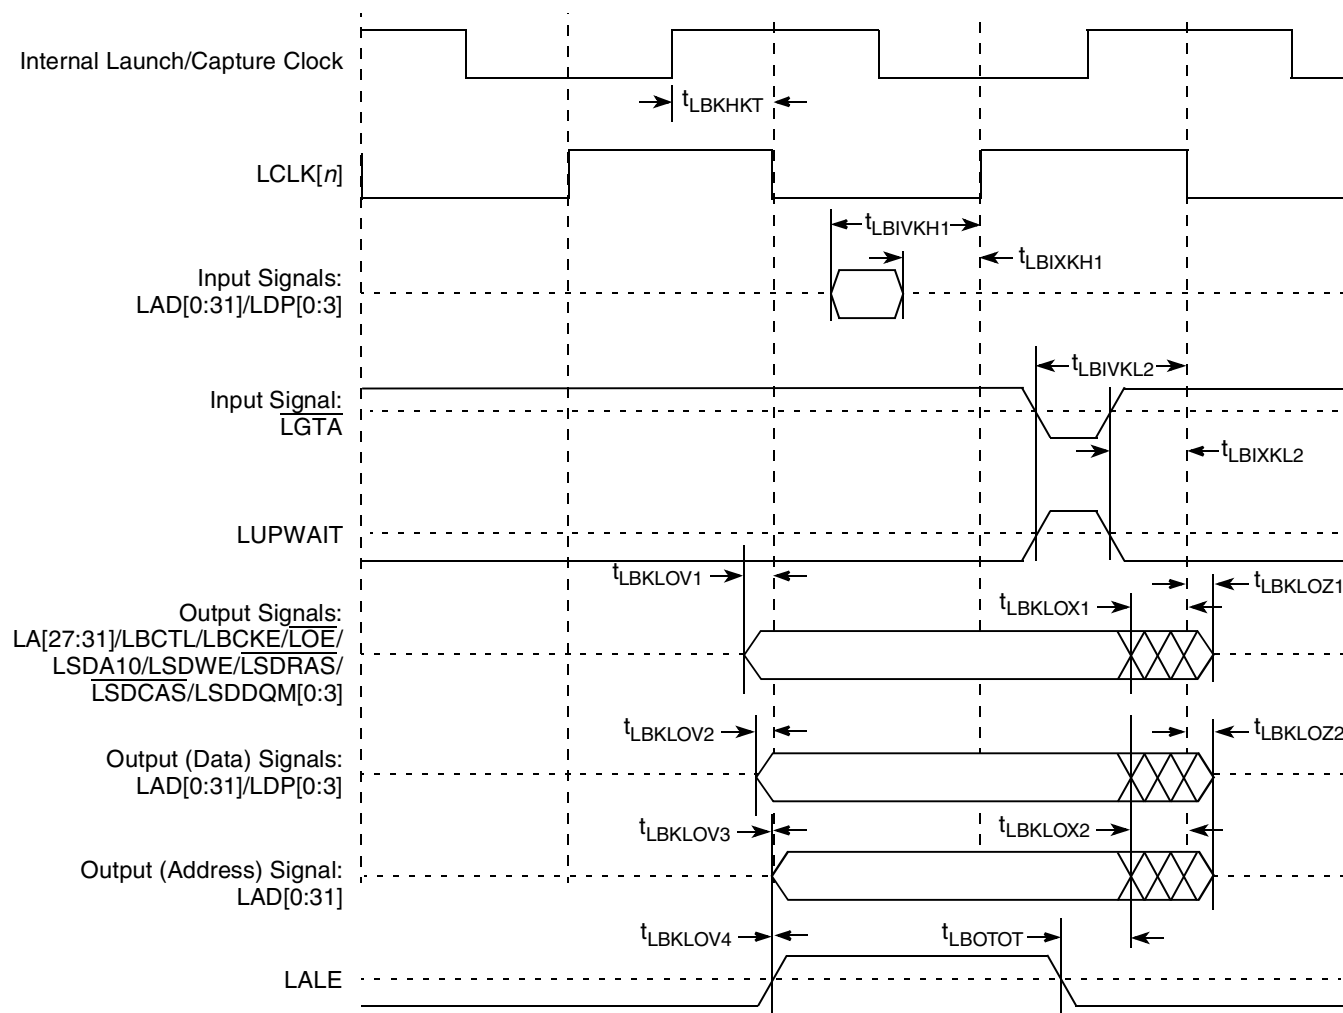 Internal Launch/Capture Clock
tLBKHKT
LCLK[n]
tLBIVKH1
tLBIXKH1
Input Signals:
LAD[0:31]/LDP[0:3]
tLBIVKL2
Input Signal:
LGTA
tLBIXKL2
LUPWAIT
tLBKLOV1
tLBKLOZ1
tLBKLOX1
Output Signals:
LA[27:31]/LBCTL/LBCKE/LOE/
LSDA10/LSDWE/LSDRAS/
LSDCAS/LSDDQM[0:3]
tLBKLOV2
tLBKLOZ2
Output (Data) Signals:
LAD[0:31]/LDP[0:3]
tLBKLOV3
tLBKLOX2
Output (Address) Signal:
LAD[0:31]
tLBKLOV4
tLBOTOT
LALE